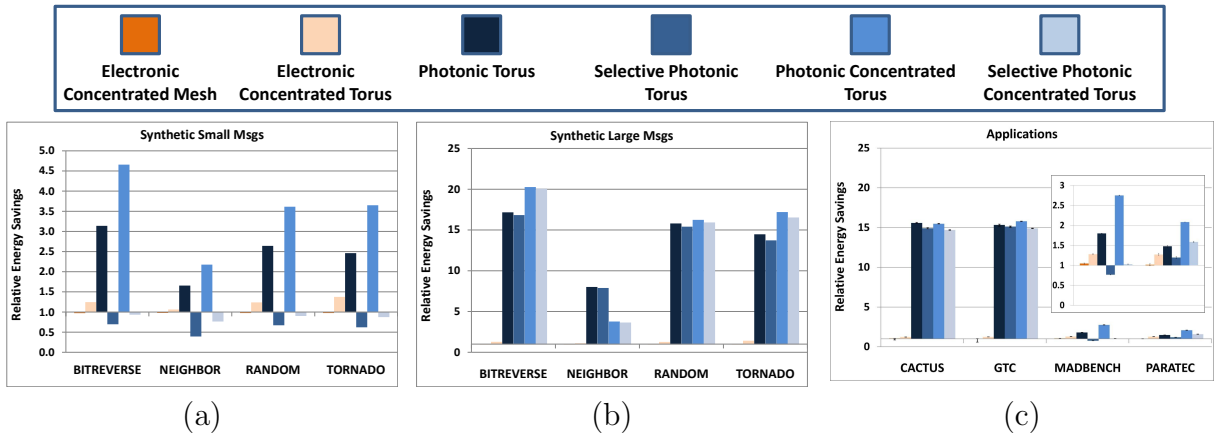 Electronic
Concentrated Mesh
Electronic
Concentrated Torus
Photonic Torus
Selective Photonic
Torus
Photonic Concentrated
Torus
Selective Photonic
Concentrated Torus
Synthetic Small Msgs
Relative Energy Savings
5.0
4.5
4.0
3.5
3.0
2.5
2.0
1.5
1.0
0.5
0.0
BITREVERSE NEIGHBOR RANDOM TORNADO
(a)
Synthetic Large Msgs
Relative Energy Savings
25
20
15
10
5
0
BITREVERSE NEIGHBOR RANDOM TORNADO
(b)
Applications
Relative Energy Savings
25
20
15
10
5
0
3
2.5
2
1.5
1
0.5
0
CACTUS GTC MADBENCH PARATEC
(c)